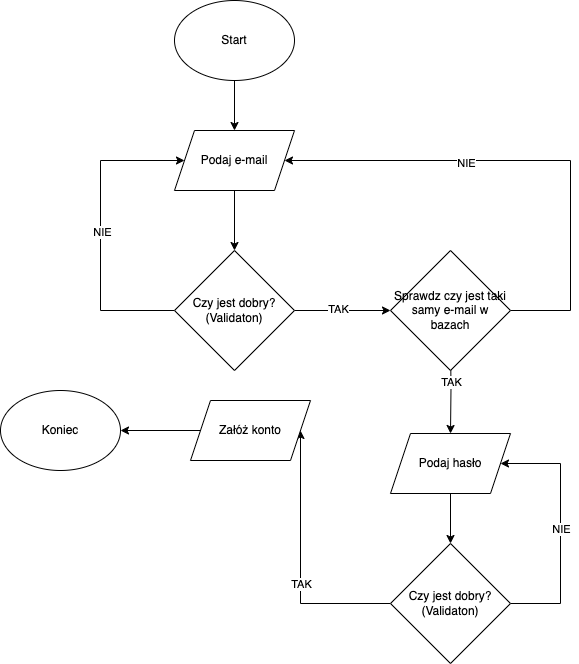 Start
Podaj e-mail
NIE
NIE
Czy jest dobry?
(Validaton)
TAK
Sprawdz czy jest taki
samy e-mail w
bazach
TAK
Koniec
Załóż konto
Podaj hasło
NIE
TAK
Czy jest dobry?
(Validaton)